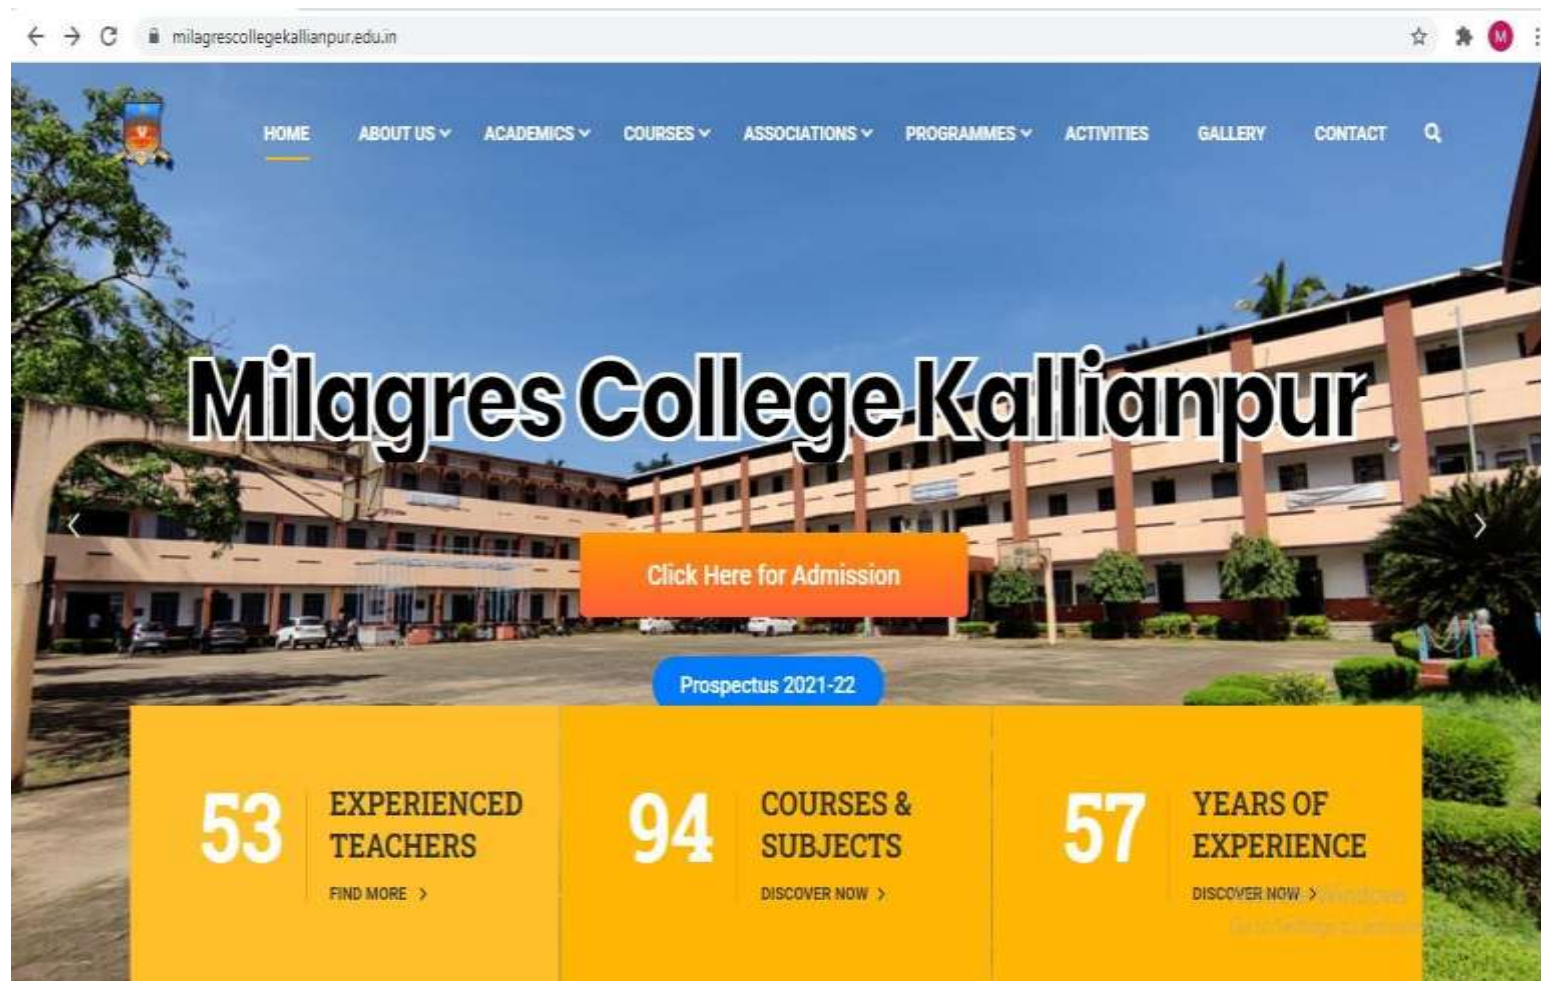 milagrescollegekallianpur.edu.in
M
HOME ABOUT US ACADEMICS COURSES ASSOCIATIONS PROGRAMMES ACTIVITIES GALLERY CONTACT
Milagres College Kallianpur
Click Here for Admission
Prospectus 2021-22
53 EXPERIENCED
TEACHERS
FIND MORE >
94 COURSES &
SUBJECTS
DISCOVER NOW >
57 YEARS OF
EXPERIENCE
DISCOVER NOW >